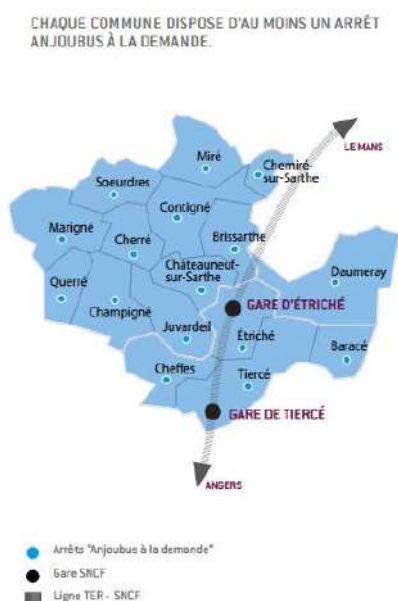 CHAQUE COMMUNE DISPOSE D'AU MOINS UN ARRÊT
ANJOUBUS À LA DEMANDE.
LE MANS
Miré
Chemiré-
sur-Sarthe
Soeurdres
Contigné
Marigné
Cherré
Brissarthe
Châteauneuf-
sur-Sarthe
Daumeray
Querré
Champigné
GARE D'ÉTRICHÉ
Juvardeil
Étriché
Baracé
Cheffes
Tiercé
GARE DE TIERCÉ
ANGERS
Arrêts "Anjoubus à la demande"
Gare SNCF
Ligne TER - SNCF